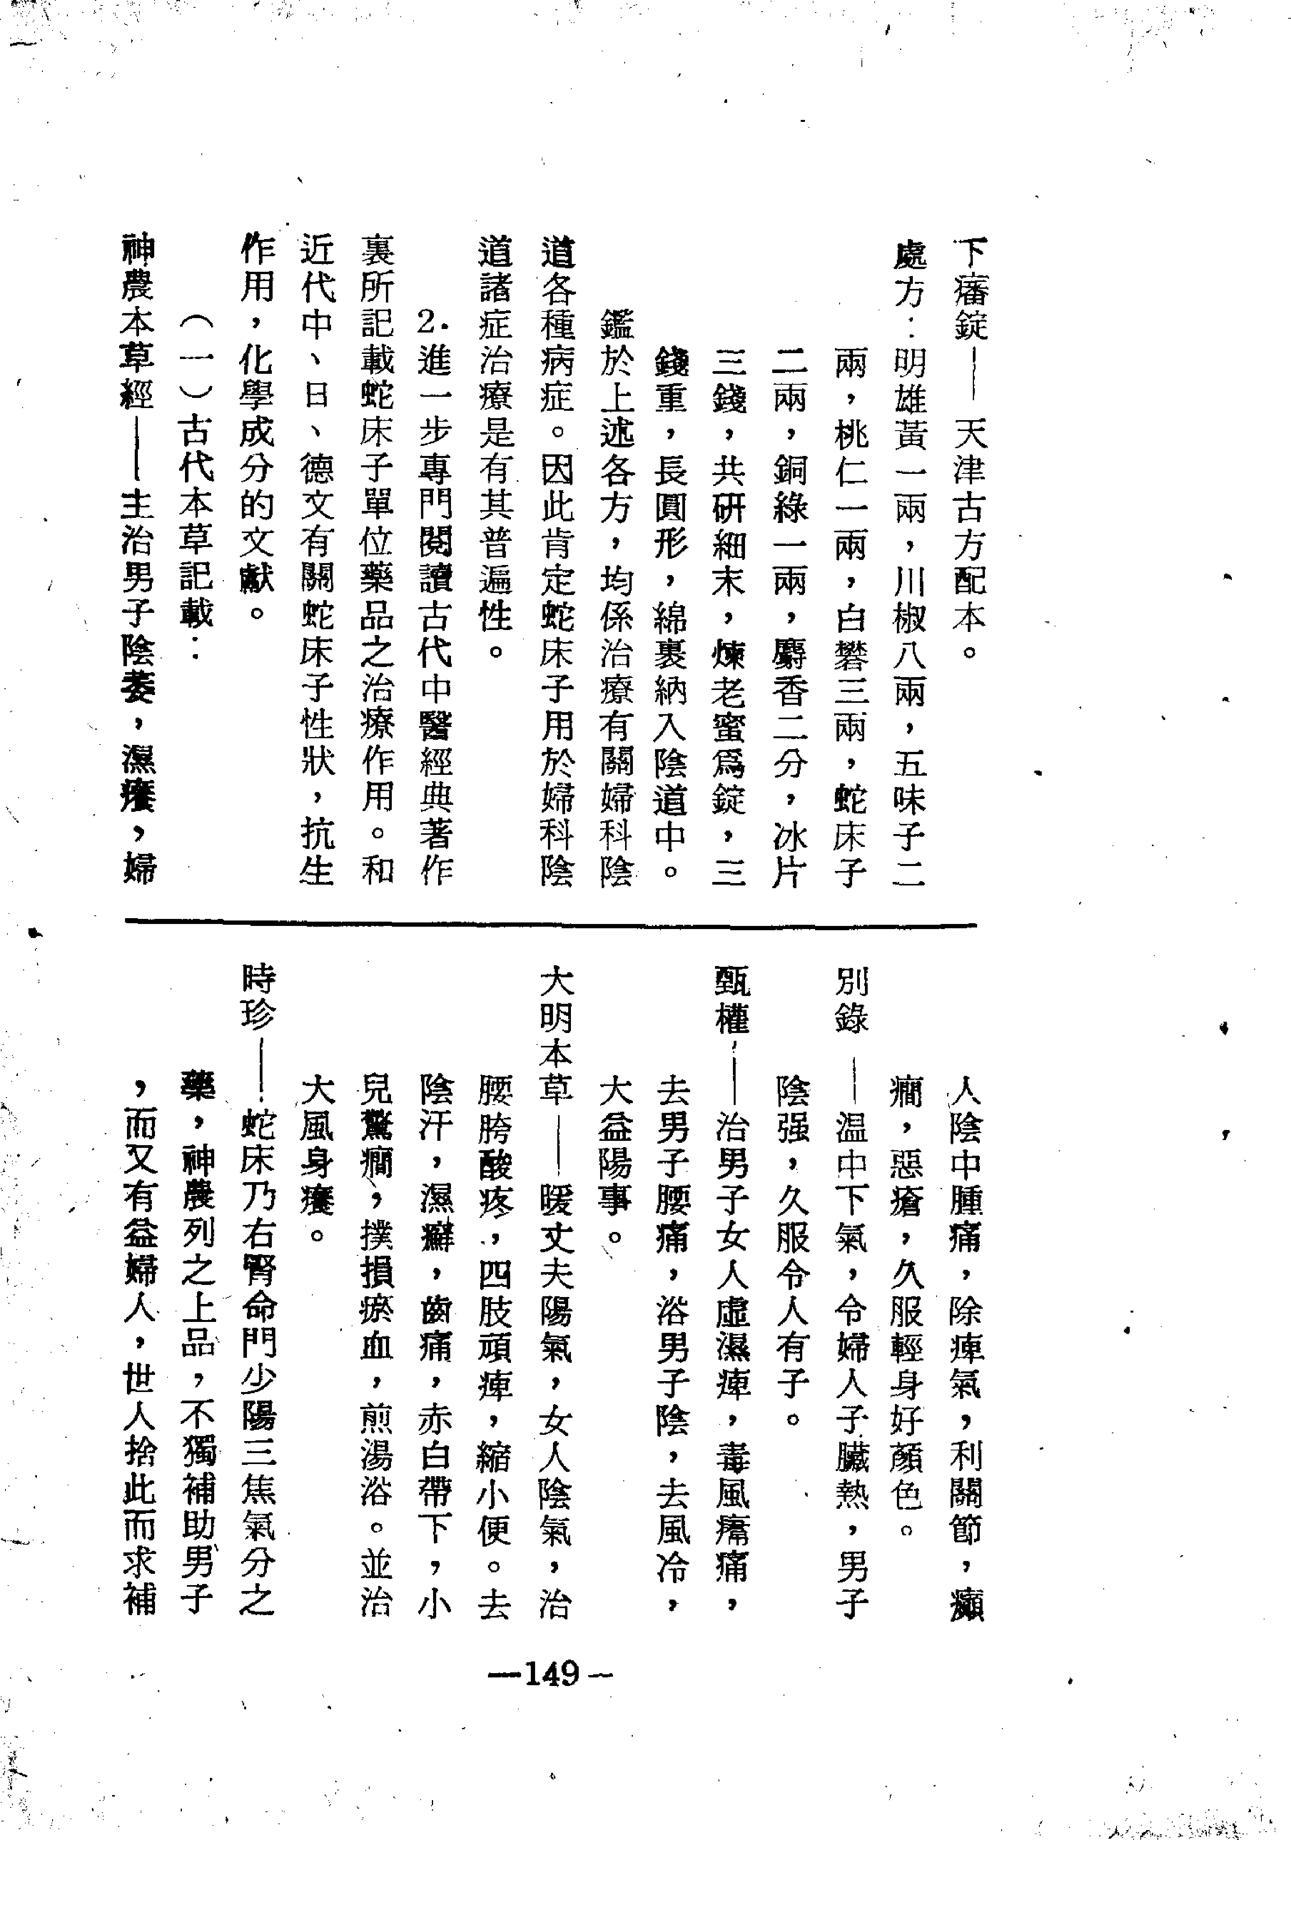 下瘡錠——天津古方配本。
處方：明雄黃一兩，川椒八兩，五味子二
兩，桃仁一兩，白礬三兩，蛇床子
二兩，銅綠一兩，麝香二分，冰片
三錢，共研細末，煉老蜜爲錠，三
錢重，長圓形，綿裹納入陰道中。
鑑於上述各方，均係治療有關婦科陰
道各種病症。因此肯定蛇床子用於婦科陰
道諸症治療是有其普遍性。
2.進一步專門閱讀古代中醫經典著作
裏所記載蛇床子單位藥品之治療作用。和
近代中、日、德文有關蛇床子性狀，抗生
作用，化學成分的文獻。
（一）古代本草記載：
神農本草經——主治男子陰萎，濕癢，婦
人陰中腫痛，除痺氣，利關節，癲
癇，惡瘡，久服輕身好顏色。
別錄——温中下氣，令婦人子臟熱，男子
陰强，久服令人有子。
甄權——治男子女人虛濕痺，毒風㾓痛，
去男子腰痛，浴男子陰，去風冷，
大益陽事。
大明本草——暖丈夫陽氣，女人陰氣，治
腰胯酸疼，四肢頑痺，縮小便。去
陰汗，濕癬，齒痛，赤白帶下，小
兒驚癇，撲損瘀血，煎湯浴。並治
大風身癢。
時珍——蛇床乃右腎命門少陽三焦氣分之
藥，神農列之上品，不獨補助男子
，而又有益婦人，世人捨此而求補
—149—